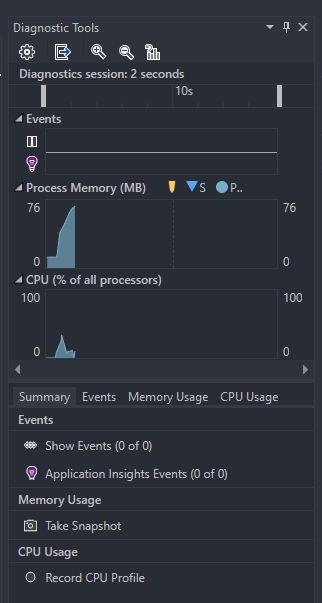 Diagnostic Tools
Diagnostics session: 2 seconds
10s
Events
Process Memory (MB) S P..
76 76
0 0
CPU (% of all processors)
100 100
0 0
Summary Events Memory Usage CPU Usage
Events
Show Events (0 of 0)
Application Insights Events (0 of 0)
Memory Usage
Take Snapshot
CPU Usage
Record CPU Profile